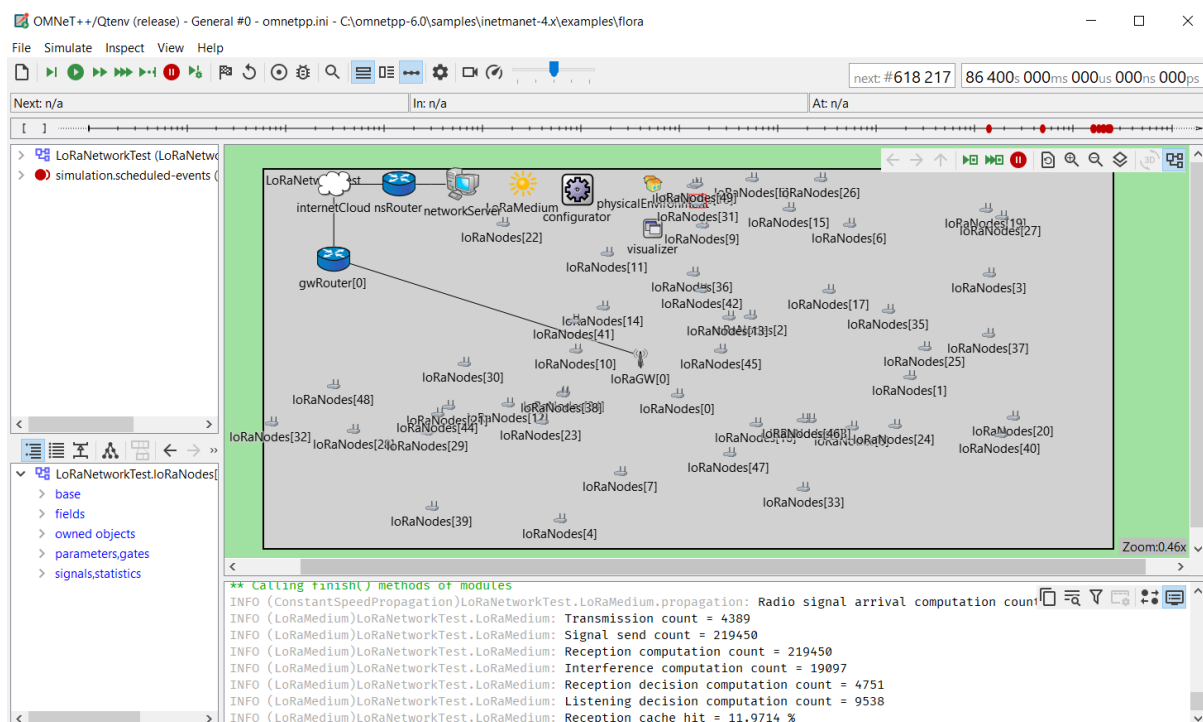 OMNeT++/Qtenv (release) - General #0 - omnetpp.ini - C:\omnetpp-6.0\samples\inetmanet-4.x\examples\flora
File Simulate Inspect View Help
next: #618 217 86 400s 000ms 000us 000ns 000ps
Next: n/a In: n/a At: n/a
LoRaNetworkTest (LoRaNetwo
simulation.scheduled-events (
3D
LoRaNetworkTest.loRaNodes[
base
fields
owned objects
parameters,gates
signals,statistics
internetCloud nsRouter networkServer LoRaMedium configurator
visualizer
gwRouter[0]
loRaNodes[26]
loRaNodes[31]
loRaNodes[15]
loRaNodes[6]
loRaNodes[27]
loRaNodes[22]
loRaNodes[9]
loRaNodes[11]
loRaNodes[36]
loRaNodes[3]
loRaNodes[42]
loRaNodes[17]
loRaNodes[14]
loRaNodes[35]
loRaNodes[41]
loRaNodes[37]
loRaNodes[10]
loRaNodes[45]
loRaNodes[25]
loRaGW[0]
loRaNodes[30]
loRaNodes[1]
loRaNodes[48]
loRaNodes[0]
loRaNodes[44]
loRaNodes[23]
loRaNodes[20]
loRaNodes[32]
loRaNodes[29]
loRaNodes[24]
loRaNodes[40]
loRaNodes[47]
loRaNodes[7]
loRaNodes[33]
loRaNodes[39]
loRaNodes[4]
Zoom:0.46x
** Calling finish() methods of modules
INFO (ConstantSpeedPropagation)LoRaNetworkTest.LoRaMedium.propagation: Radio signal arrival computation count
INFO (LoRaMedium)LoRaNetworkTest.LoRaMedium: Transmission count = 4389
INFO (LoRaMedium)LoRaNetworkTest.LoRaMedium: Signal send count = 219450
INFO (LoRaMedium)LoRaNetworkTest.LoRaMedium: Reception computation count = 219450
INFO (LoRaMedium)LoRaNetworkTest.LoRaMedium: Interference computation count = 19097
INFO (LoRaMedium)LoRaNetworkTest.LoRaMedium: Reception decision computation count = 4751
INFO (LoRaMedium)LoRaNetworkTest.LoRaMedium: Listening decision computation count = 9538
INFO (LoRaMedium)LoRaNetworkTest.LoRaMedium: Reception cache hit = 11.9714 %